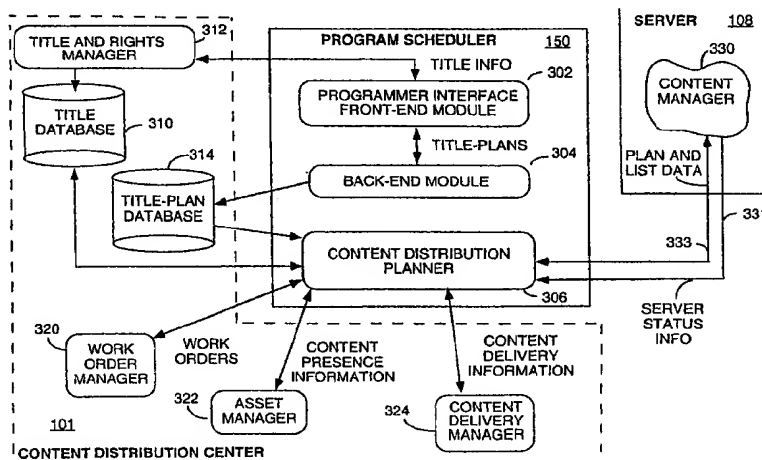 312
TITLE AND RIGHTS
MANAGER
PROGRAM SCHEDULER 150
TITLE INFO
302
PROGRAMMER INTERFACE
FRONT-END MODULE
TITLE
DATABASE
310
TITLE-PLANS
304
BACK-END MODULE
314
TITLE-PLAN
DATABASE
CONTENT DISTRIBUTION
PLANNER
306
SERVER 108
330
CONTENT
MANAGER
PLAN AND
LIST DATA
331
333
SERVER
STATUS
INFO
320
WORK
ORDER
MANAGER
WORK
ORDERS
CONTENT
PRESENCE
INFORMATION
CONTENT
DELIVERY
INFORMATION
322
ASSET
MANAGER
324
CONTENT
DELIVERY
MANAGER
101
CONTENT DISTRIBUTION CENTER